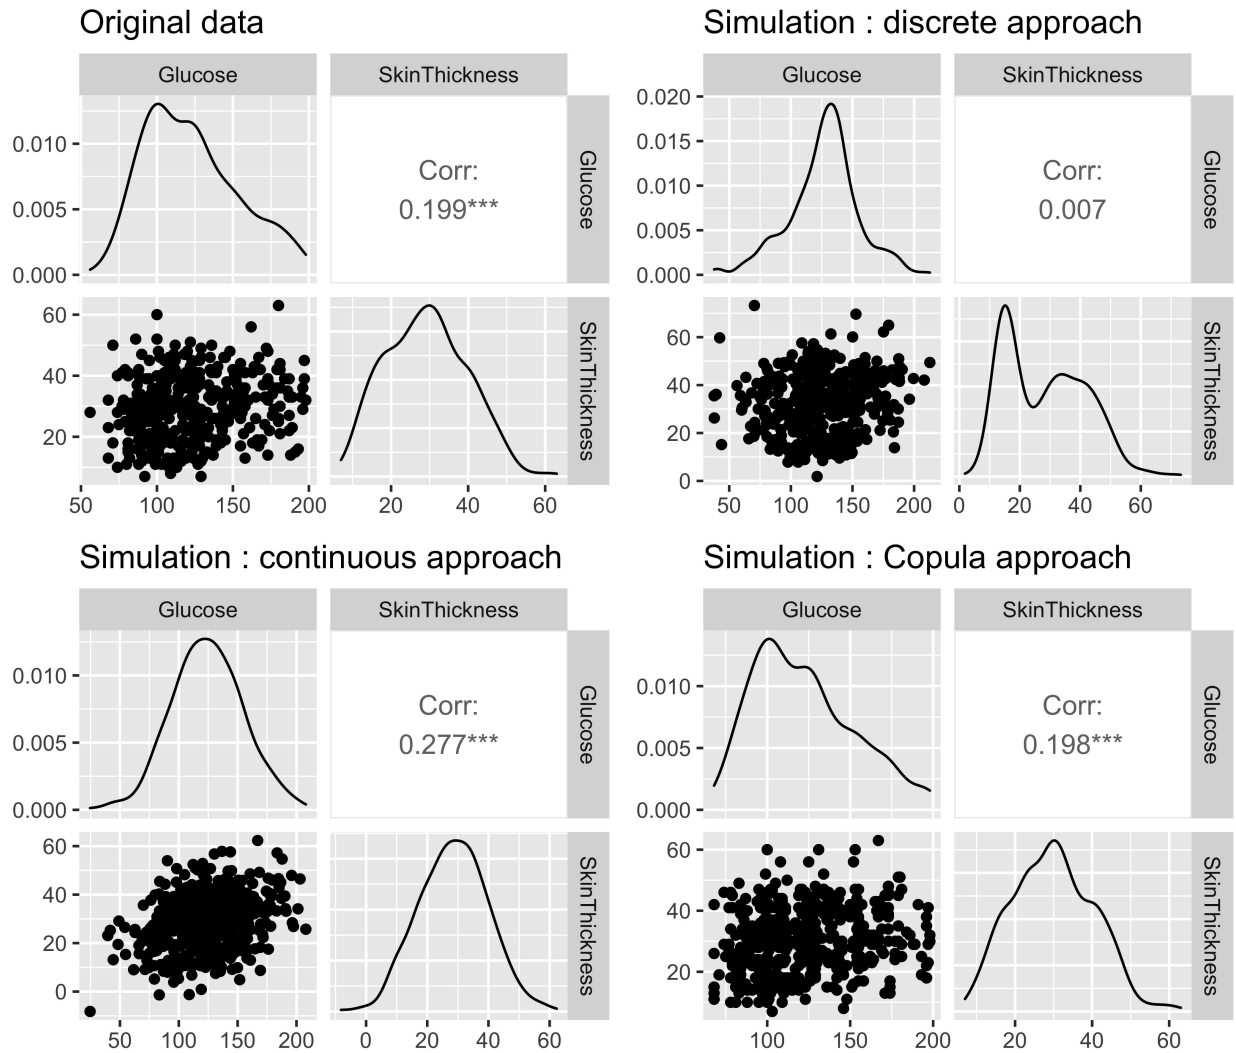 Original data
Glucose
SkinThickness
0.010
0.005
0.000
Corr:
0.199***
Glucose
60
40
20
SkinThickness
50
100
150
200
20
40
60
Simulation : discrete approach
Glucose
SkinThickness
0.020
0.015
0.010
0.005
0.000
Corr:
0.007
Glucose
60
40
20
0
SkinThickness
50
100
150
200
0
20
40
60
Simulation : continuous approach
Glucose
SkinThickness
0.010
0.005
0.000
Corr:
0.277***
Glucose
60
40
20
0
SkinThickness
50
100
150
200
0
20
40
60
Simulation : Copula approach
Glucose
SkinThickness
0.010
0.005
0.000
Corr:
0.198***
Glucose
60
40
20
SkinThickness
100
150
200
20
40
60